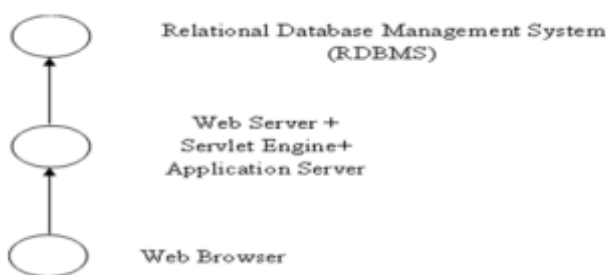 Relational Database Management System
(RDBMS)
Web Server +
Servlet Engine+
Application Server
Web Browser